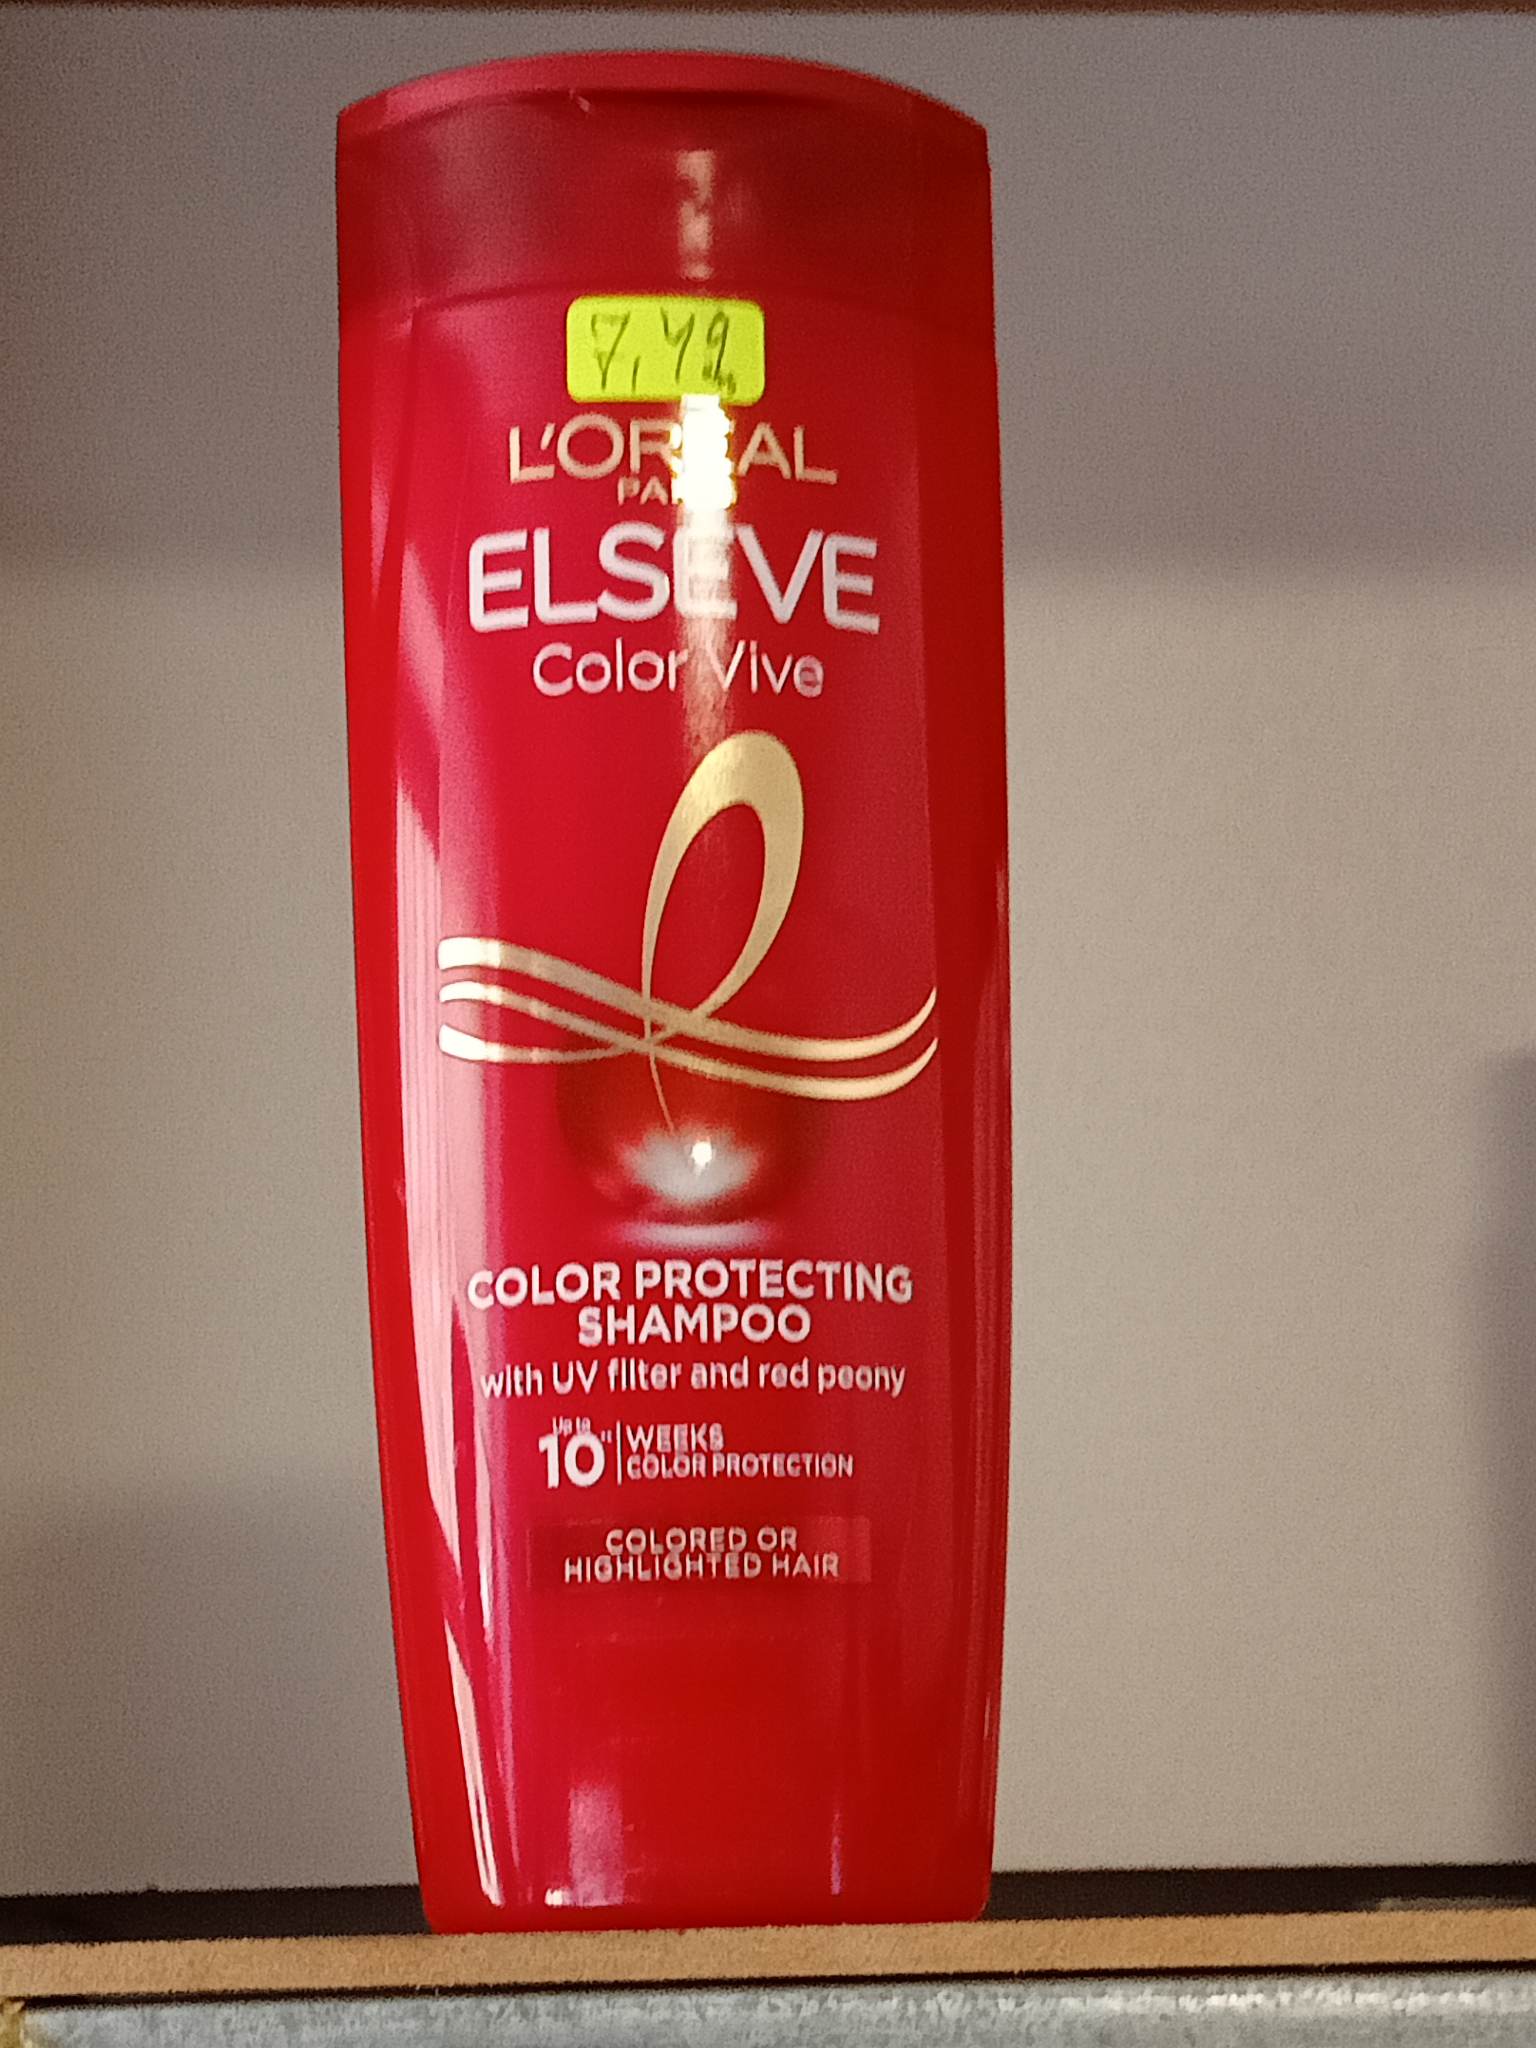 7,42
L'ORÉAL
PARIS
ELSEVE
Color Vive
COLOR PROTECTING
SHAMPOO
with UV filter and red peony
Up to
10
WEEKS
COLOR PROTECTION
COLORED OR
HIGHLIGHTED HAIR